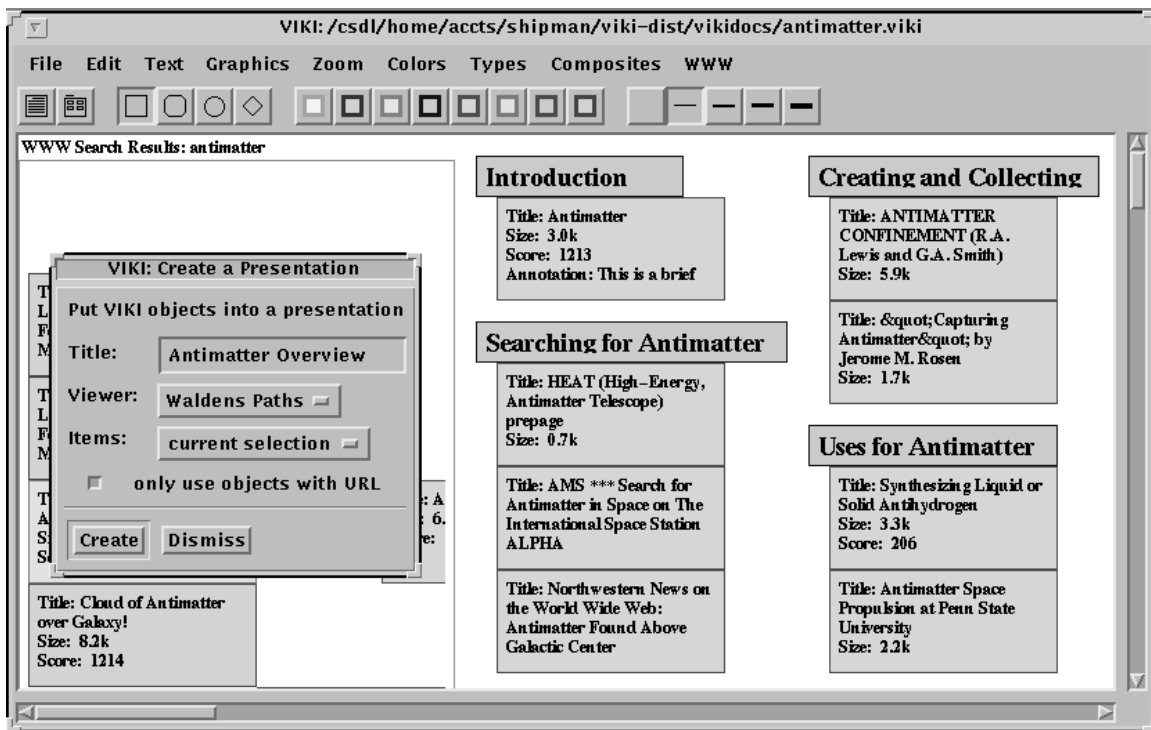 VIKI: /csdl/home/accts/shipman/viki-dist/vikidocs/antimatter.viki
File Edit Text Graphics Zoom Colors Types Composites WWW
WWW Search Results: antimatter
VIKI: Create a Presentation
Put VIKI objects into a presentation
Title: Antimatter Overview
Viewer: Waldens Paths
Items: current selection
only use objects with URL
Create Dismiss
Title: Cloud of Antimatter
over Galaxy!
Size: 8.2k
Score: 1214
Introduction
Title: Antimatter
Size: 3.0k
Score: 1213
Annotation: This is a brief
Searching for Antimatter
Title: HEAT (High-Energy,
Antimatter Telescope)
prepage
Size: 0.7k
Title: AMS *** Search for
Antimatter in Space on The
International Space Station
ALPHA
Title: Northwestern News on
the World Wide Web:
Antimatter Found Above
Galactic Center
Creating and Collecting
Title: ANTIMATTER
CONFINEMENT (R.A.
Lewis and G.A. Smith)
Size: 5.9k
Title: &quot;Capturing
Antimatter&quot; by
Jerome M. Rosen
Size: 1.7k
Uses for Antimatter
Title: Synthesizing Liquid or
Solid Antihydrogen
Size: 3.3k
Score: 206
Title: Antimatter Space
Propulsion at Penn State
University
Size: 2.2k